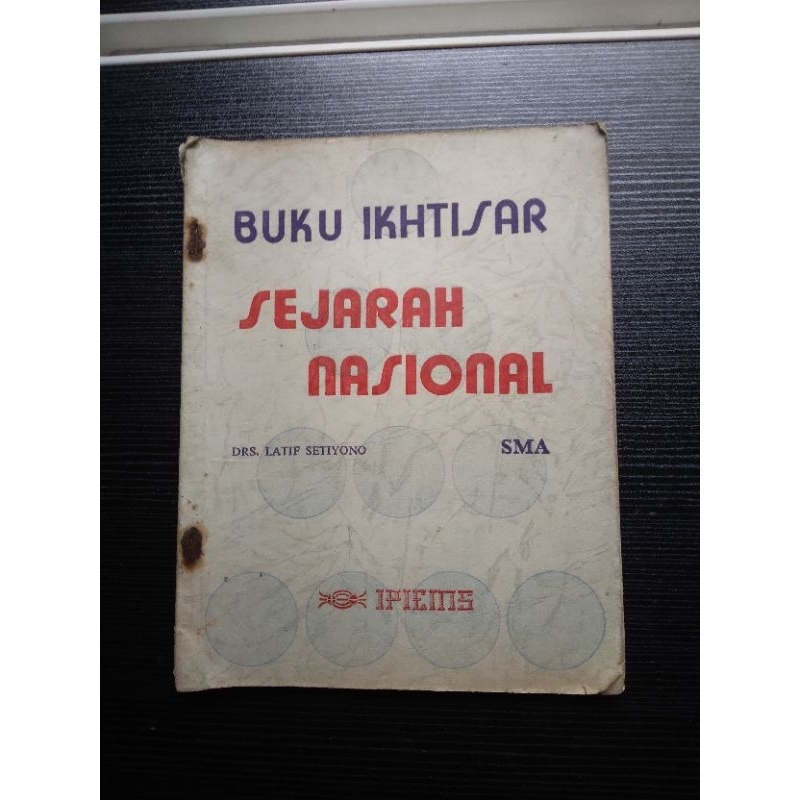 BUKU IKHTISAR
SEJARAH
NASIONAL
DRS. LATIF SETIYONO SMA
IPIEMS